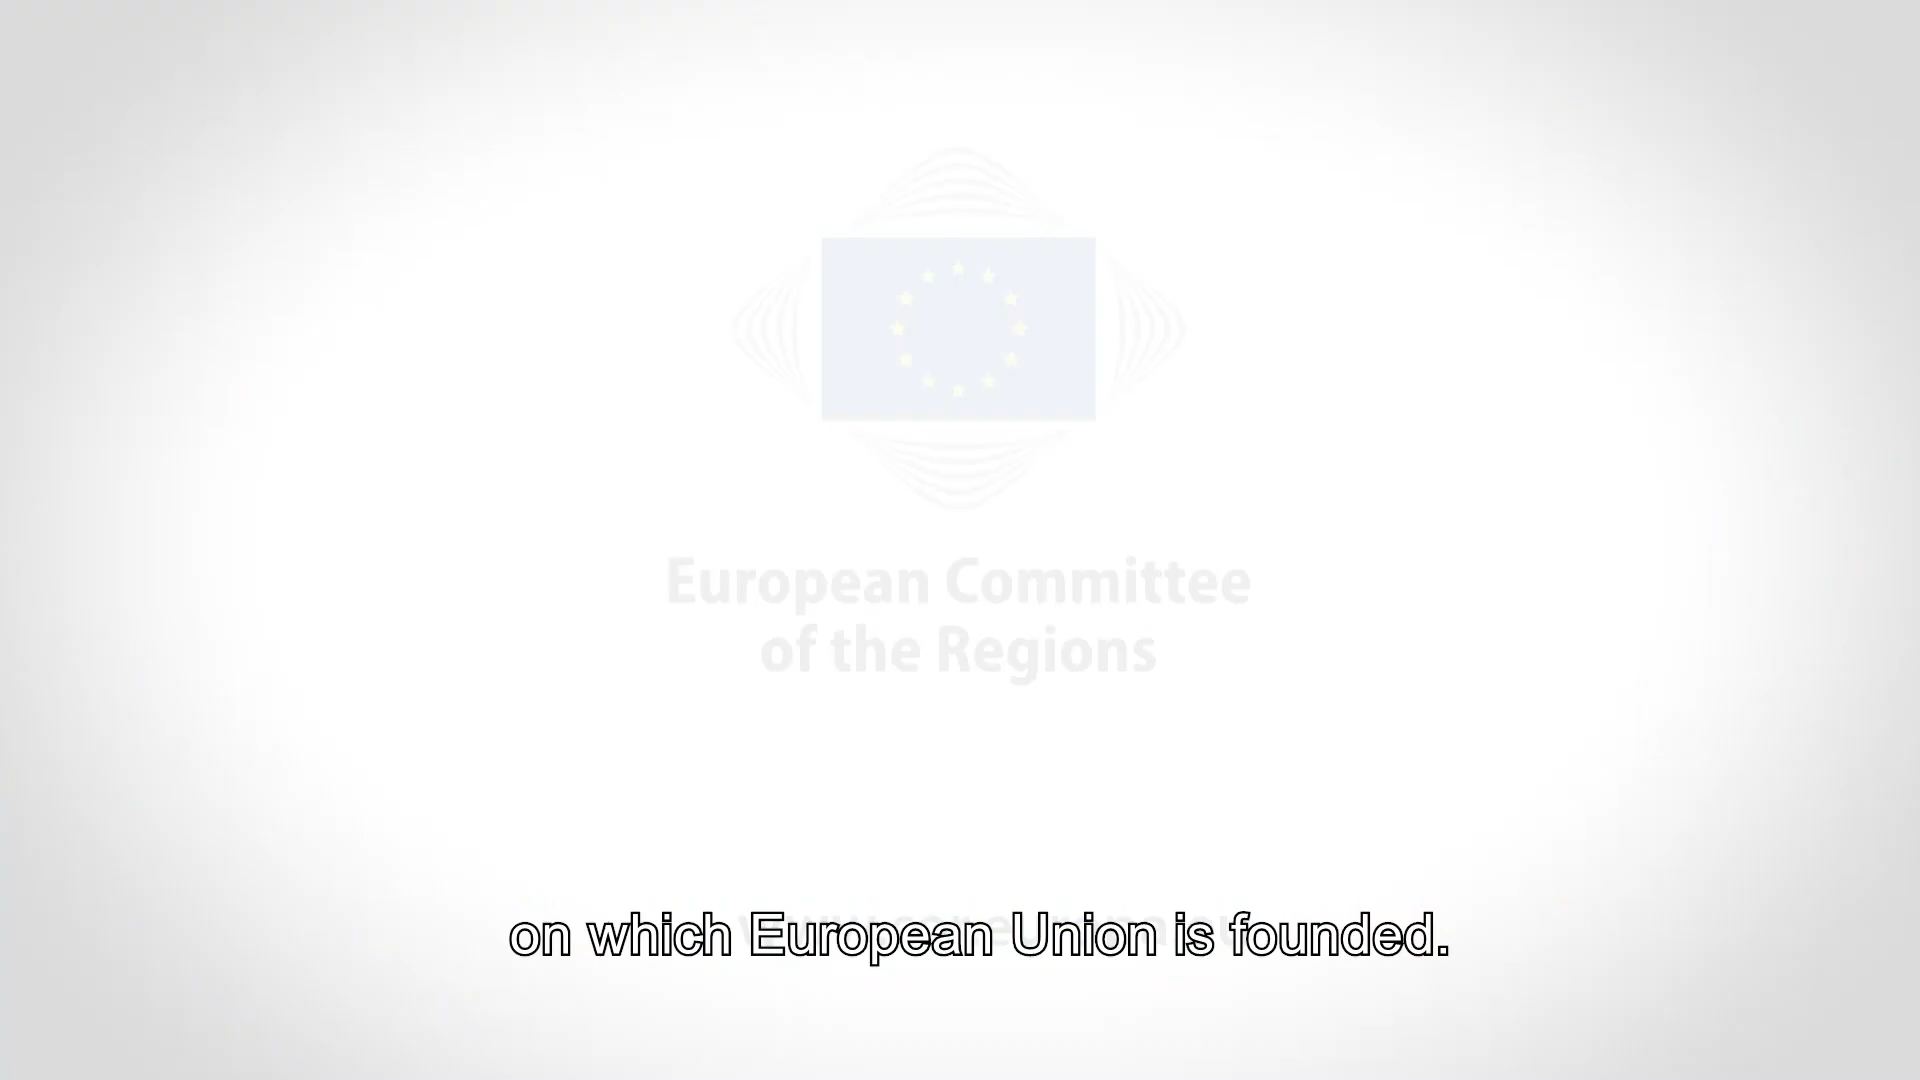 European Committee
of the Regions
on which European Union is founded.